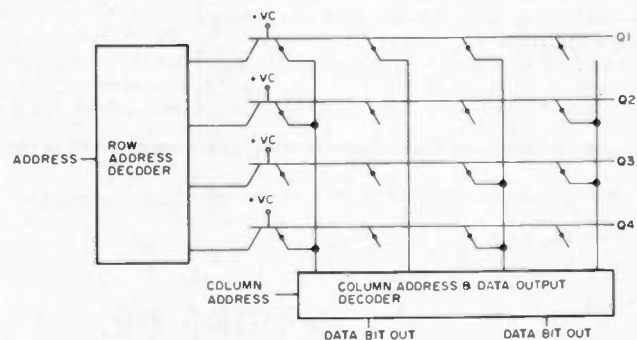 + VC
Q1
+ VC
Q2
ROW
ADDRESS
DECODER
ADDRESS
+ VC
Q3
+ VC
Q4
COLUMN
ADDRESS
COLUMN ADDRESS & DATA OUTPUT
DECODER
DATA BIT OUT
DATA BIT OUT